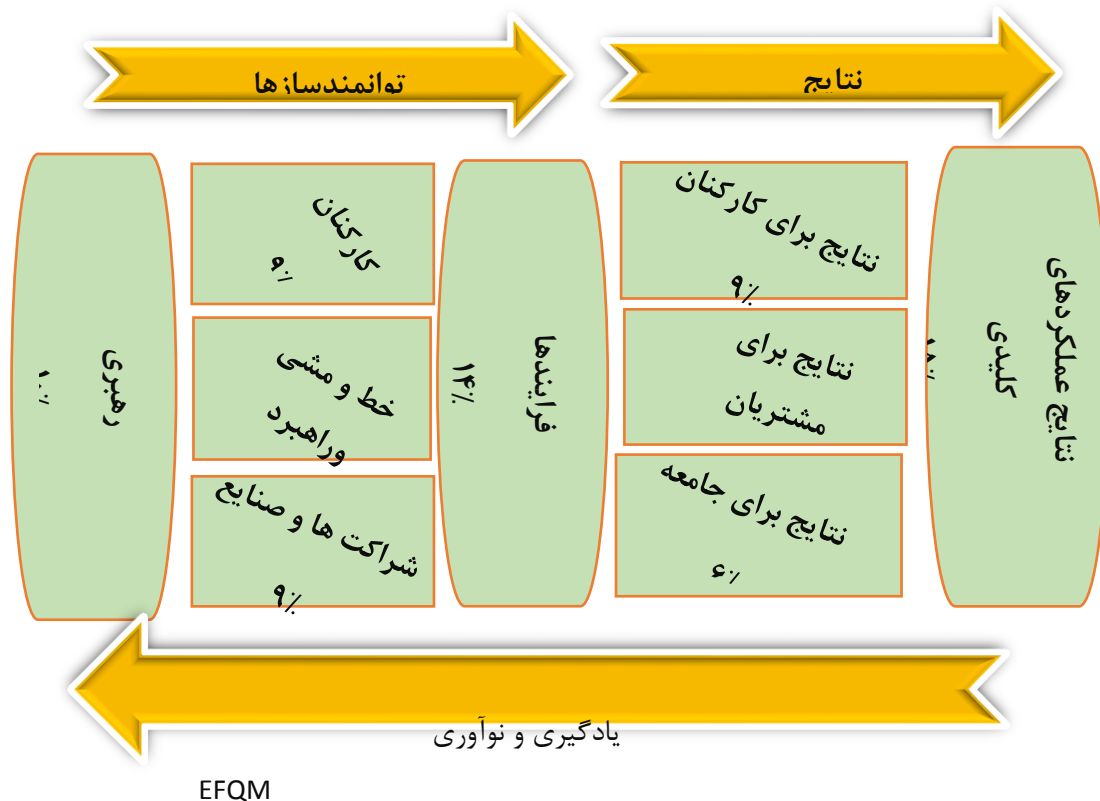 توانمندسازها
نتایج
رهبری
۱۰٪
کارکنان
۹٪
خط و مشی
وراهبرد
شراکت ها و صنایع
۹٪
فرایندها
۱۴٪
نتایج برای کارکنان
۹٪
نتایج برای
مشتریان
نتایج برای جامعه
۶٪
نتایج عملکردهای
کلیدی
یادگیری و نوآوری
EFQM